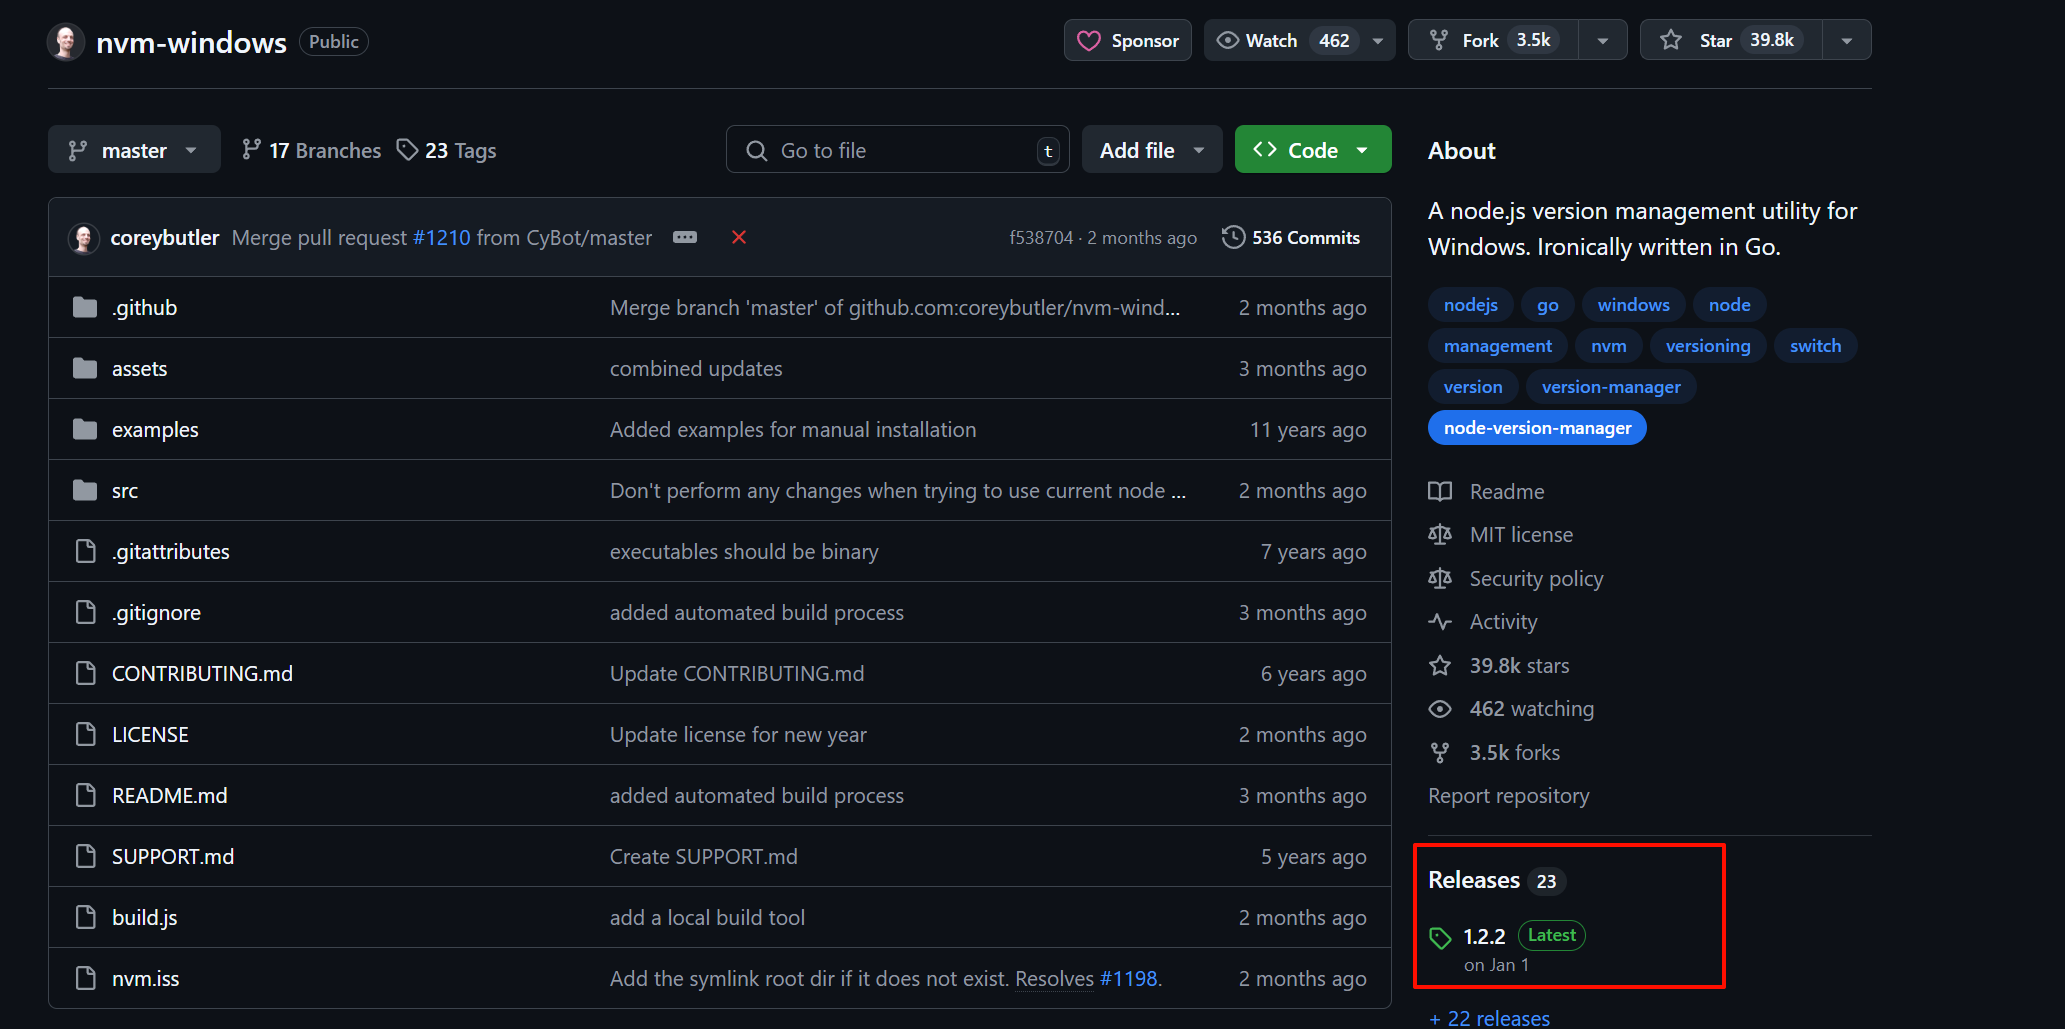 nvm-windows Public
Sponsor Watch 462 Fork 3.5k Star 39.8k
master 17 Branches 23 Tags Go to file t Add file Code
coreybutler Merge pull request #1210 from CyBot/master f538704 · 2 months ago 536 Commits
.github Merge branch 'master' of github.com:coreybutler/nvm-wind... 2 months ago
assets combined updates 3 months ago
examples Added examples for manual installation 11 years ago
src Don't perform any changes when trying to use current node ... 2 months ago
.gitattributes executables should be binary 7 years ago
.gitignore added automated build process 3 months ago
CONTRIBUTING.md Update CONTRIBUTING.md 6 years ago
LICENSE Update license for new year 2 months ago
README.md added automated build process 3 months ago
SUPPORT.md Create SUPPORT.md 5 years ago
build.js add a local build tool 2 months ago
nvm.iss Add the symlink root dir if it does not exist. Resolves #1198. 2 months ago
About
A node.js version management utility for
Windows. Ironically written in Go.
nodejs go windows node
management nvm versioning switch
version version-manager
node-version-manager
Readme
MIT license
Security policy
Activity
39.8k stars
462 watching
3.5k forks
Report repository
Releases 23
1.2.2 Latest
on Jan 1
+ 22 releases